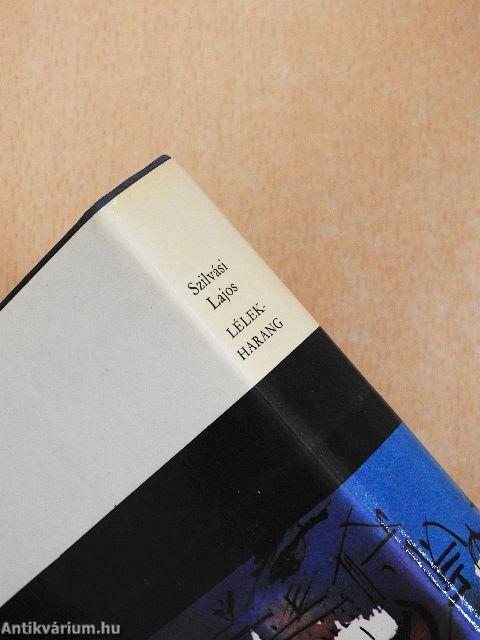 Szilvási
Lajos
LÉLEK-
HARANG
Antikvárium.hu